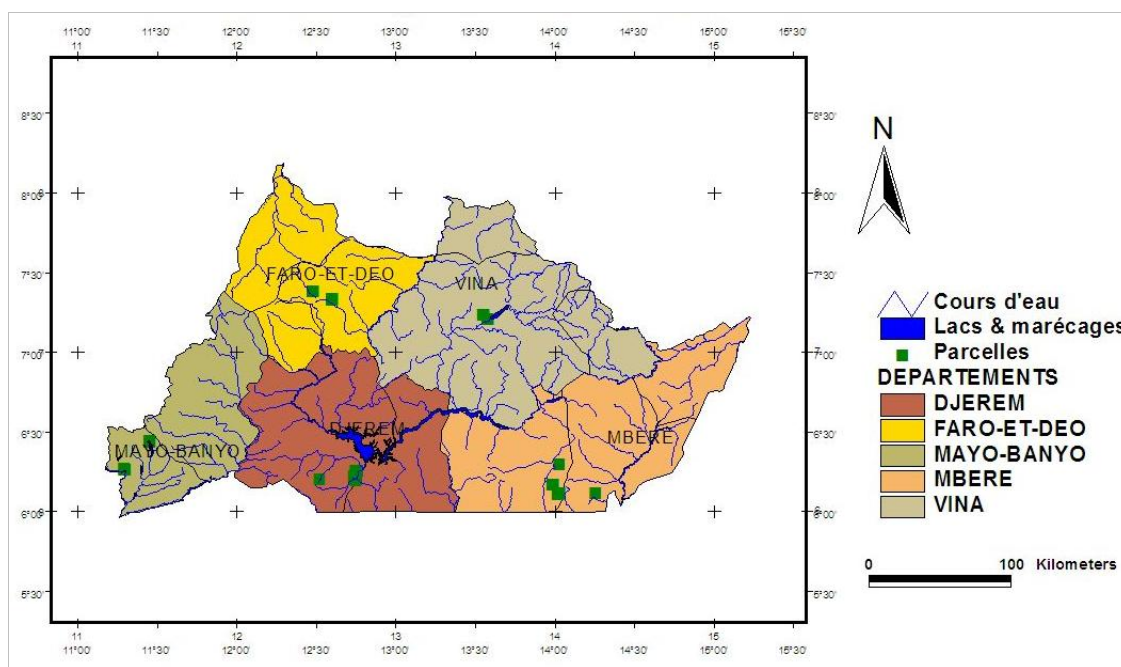 11°00' 11°30' 12°00' 12°30' 13°00' 13°30' 14°00' 14°30' 15°00' 15°30'
11 12 13 14 15
8°30' 8°30'
8°00' 8°00'
7°30' 7°30'
7°00' 7°00'
6°30' 6°30'
6°00' 6°00'
5°30' 5°30'
FARO-ET-DEO
VINA
DJEREM
MBERE
MAYO-BANYO
11 12 13 14 15
11°00' 11°30' 12°00' 12°30' 13°00' 13°30' 14°00' 14°30' 15°00' 15°30'
N
Cours d'eau
Lacs & marécages
Parcelles
DEPARTEMENTS
DJEREM
FARO-ET-DEO
MAYO-BANYO
MBERE
VINA
0 100 Kilometers